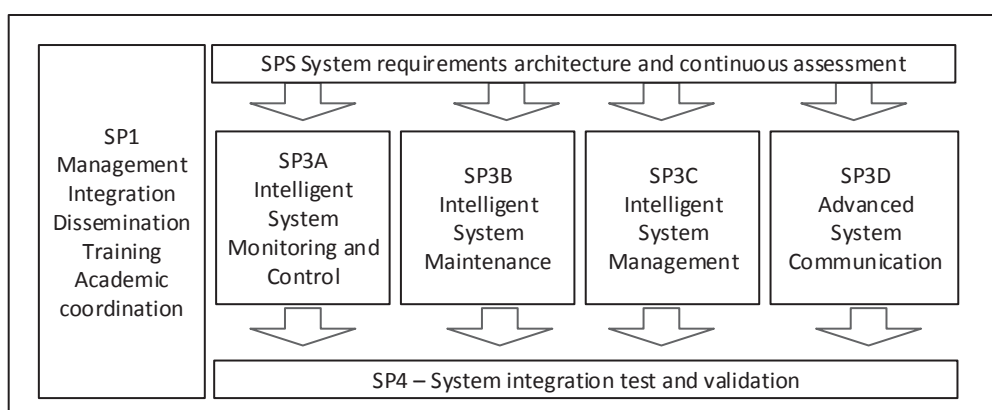 SP1
Management
Integration
Dissemination
Training
Academic
coordination
SPS System requirements architecture and continuous assessment
SP3A
Intelligent
System
Monitoring and
Control
SP3B
Intelligent
System
Maintenance
SP3C
Intelligent
System
Management
SP3D
Advanced
System
Communication
SP4 – System integration test and validation